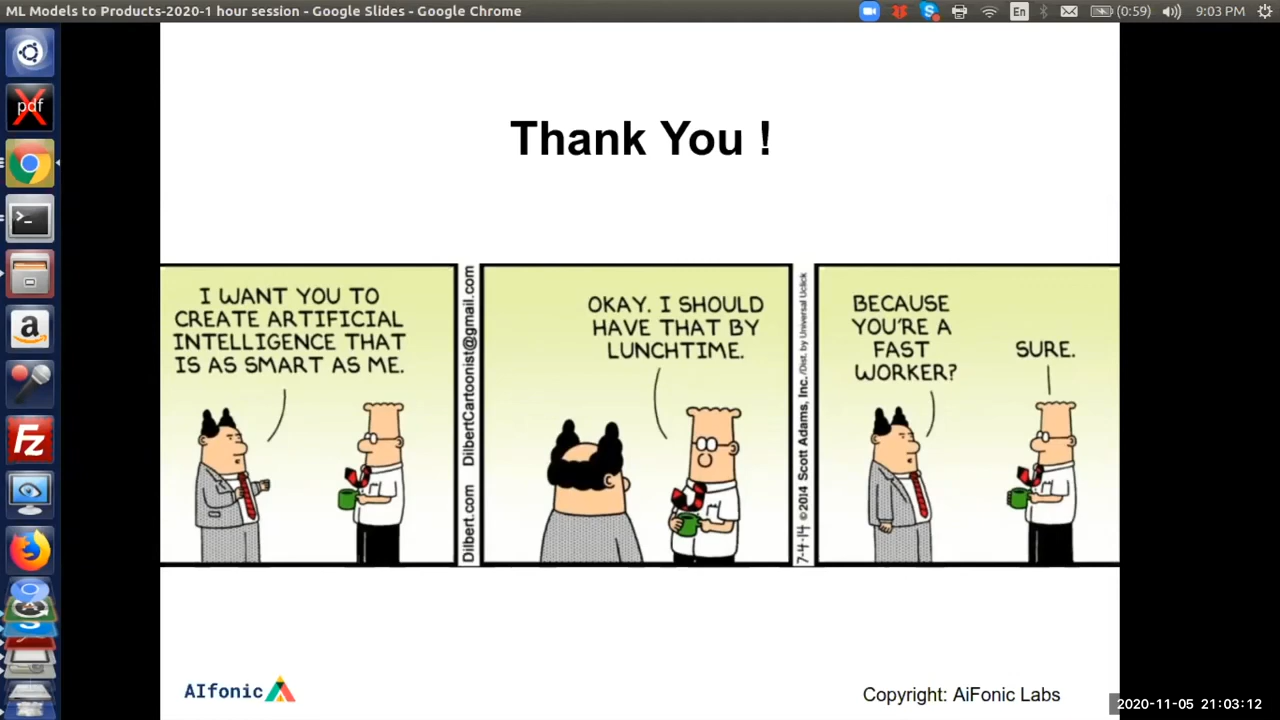 ML Models to Products-2020-1 hour session - Google Slides - Google Chrome
En
(0:59)
9:03 PM
pdf
Thank You !
I WANT YOU TO
CREATE ARTIFICIAL
INTELLIGENCE THAT
IS AS SMART AS ME.
Dilbert.com DilbertCartoonist@gmail.com
OKAY. I SHOULD
HAVE THAT BY
LUNCHTIME.
7-4-14 ©2014 Scott Adams, Inc. /Dist. by Universal Uclick
BECAUSE
YOU'RE A
FAST
WORKER?
SURE.
AIfonic
Copyright: AiFonic Labs
2020-11-05 21:03:12